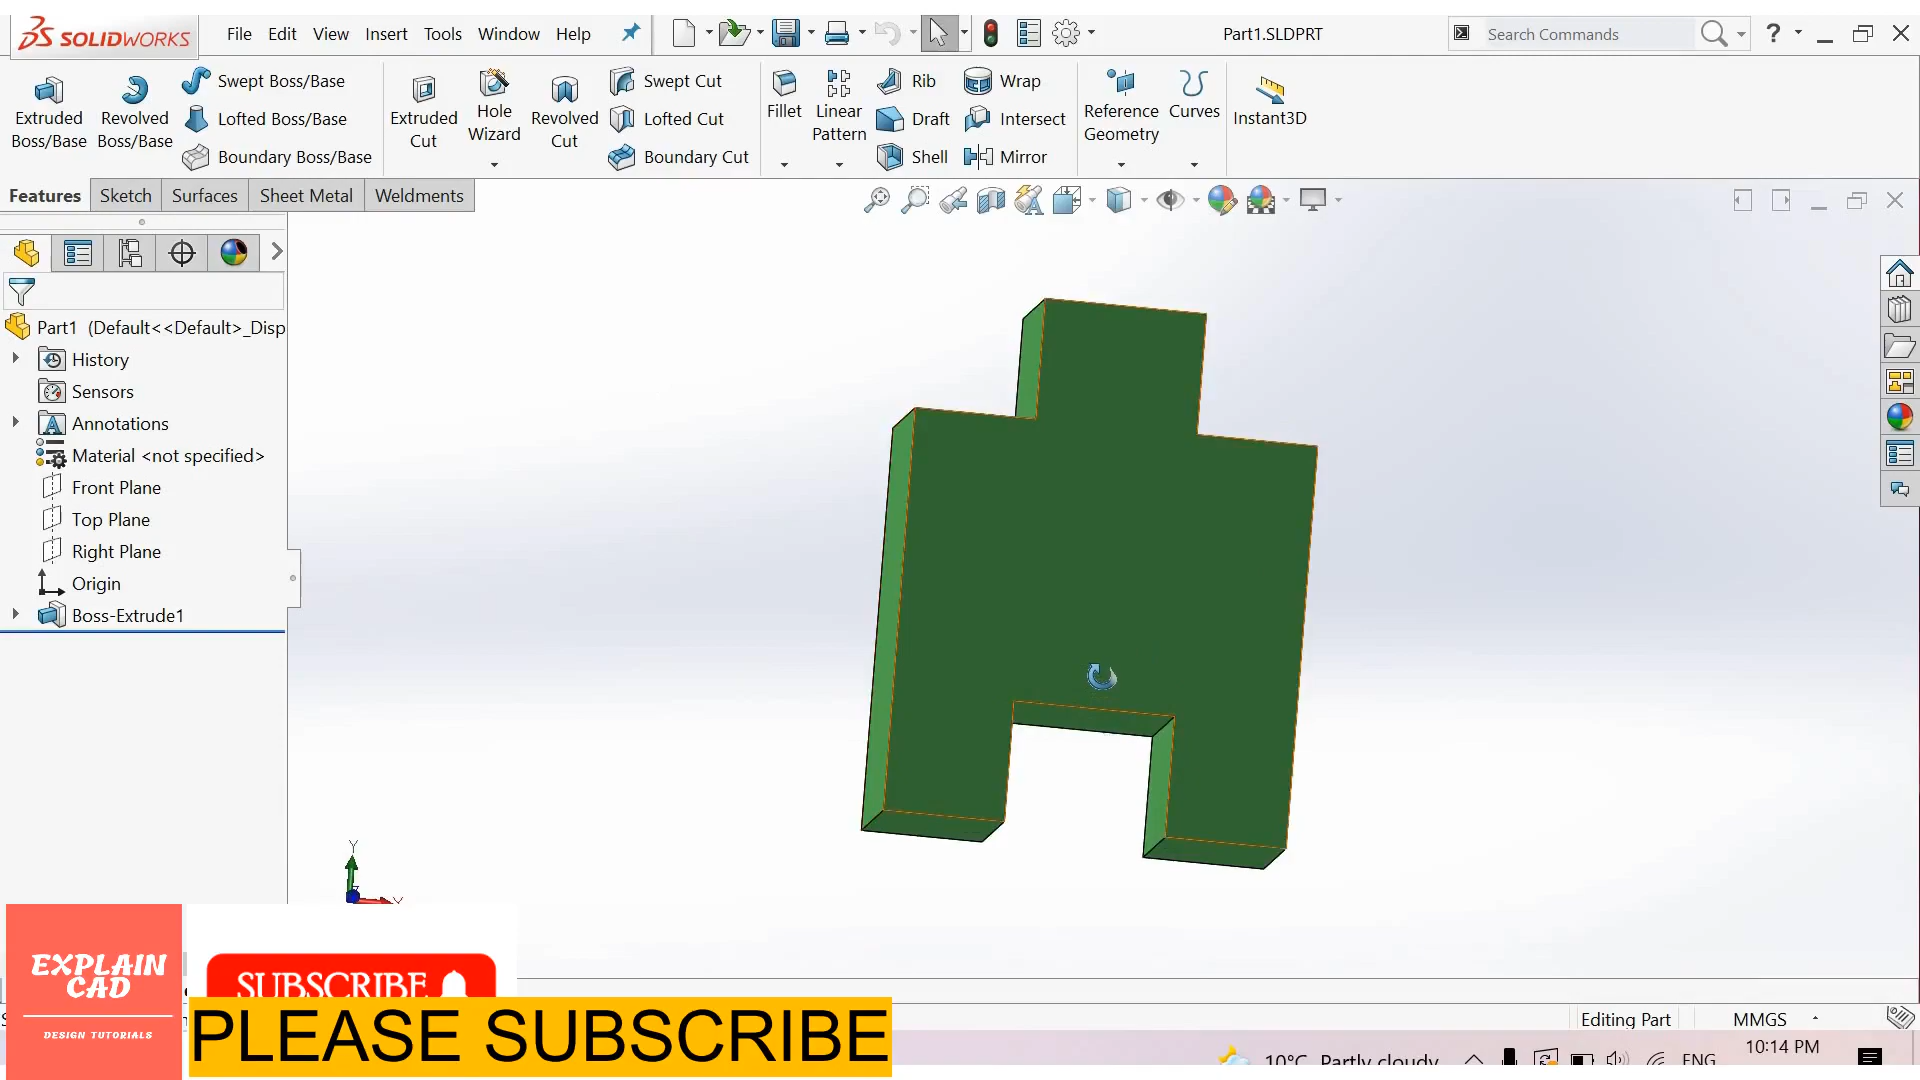 SOLIDWORKS File Edit View Insert Tools Window Help Part1.SLDPRT Search Commands ?
Extruded Boss/Base
Revolved Boss/Base
Swept Boss/Base
Lofted Boss/Base
Boundary Boss/Base
Extruded Cut
Hole Wizard
Revolved Cut
Swept Cut
Lofted Cut
Boundary Cut
Fillet
Linear Pattern
Rib
Draft
Shell
Wrap
Intersect
Mirror
Reference Geometry
Curves
Instant3D
Features Sketch Surfaces Sheet Metal Weldments
Part1 (Default<<Default>_Disp
History
Sensors
Annotations
Material <not specified>
Front Plane
Top Plane
Right Plane
Origin
Boss-Extrude1
Y
EXPLAIN
CAD
DESIGN TUTORIALS
SUBSCRIBE
PLEASE SUBSCRIBE
Editing Part MMGS
10°C Partly cloudy ENG 10:14 PM